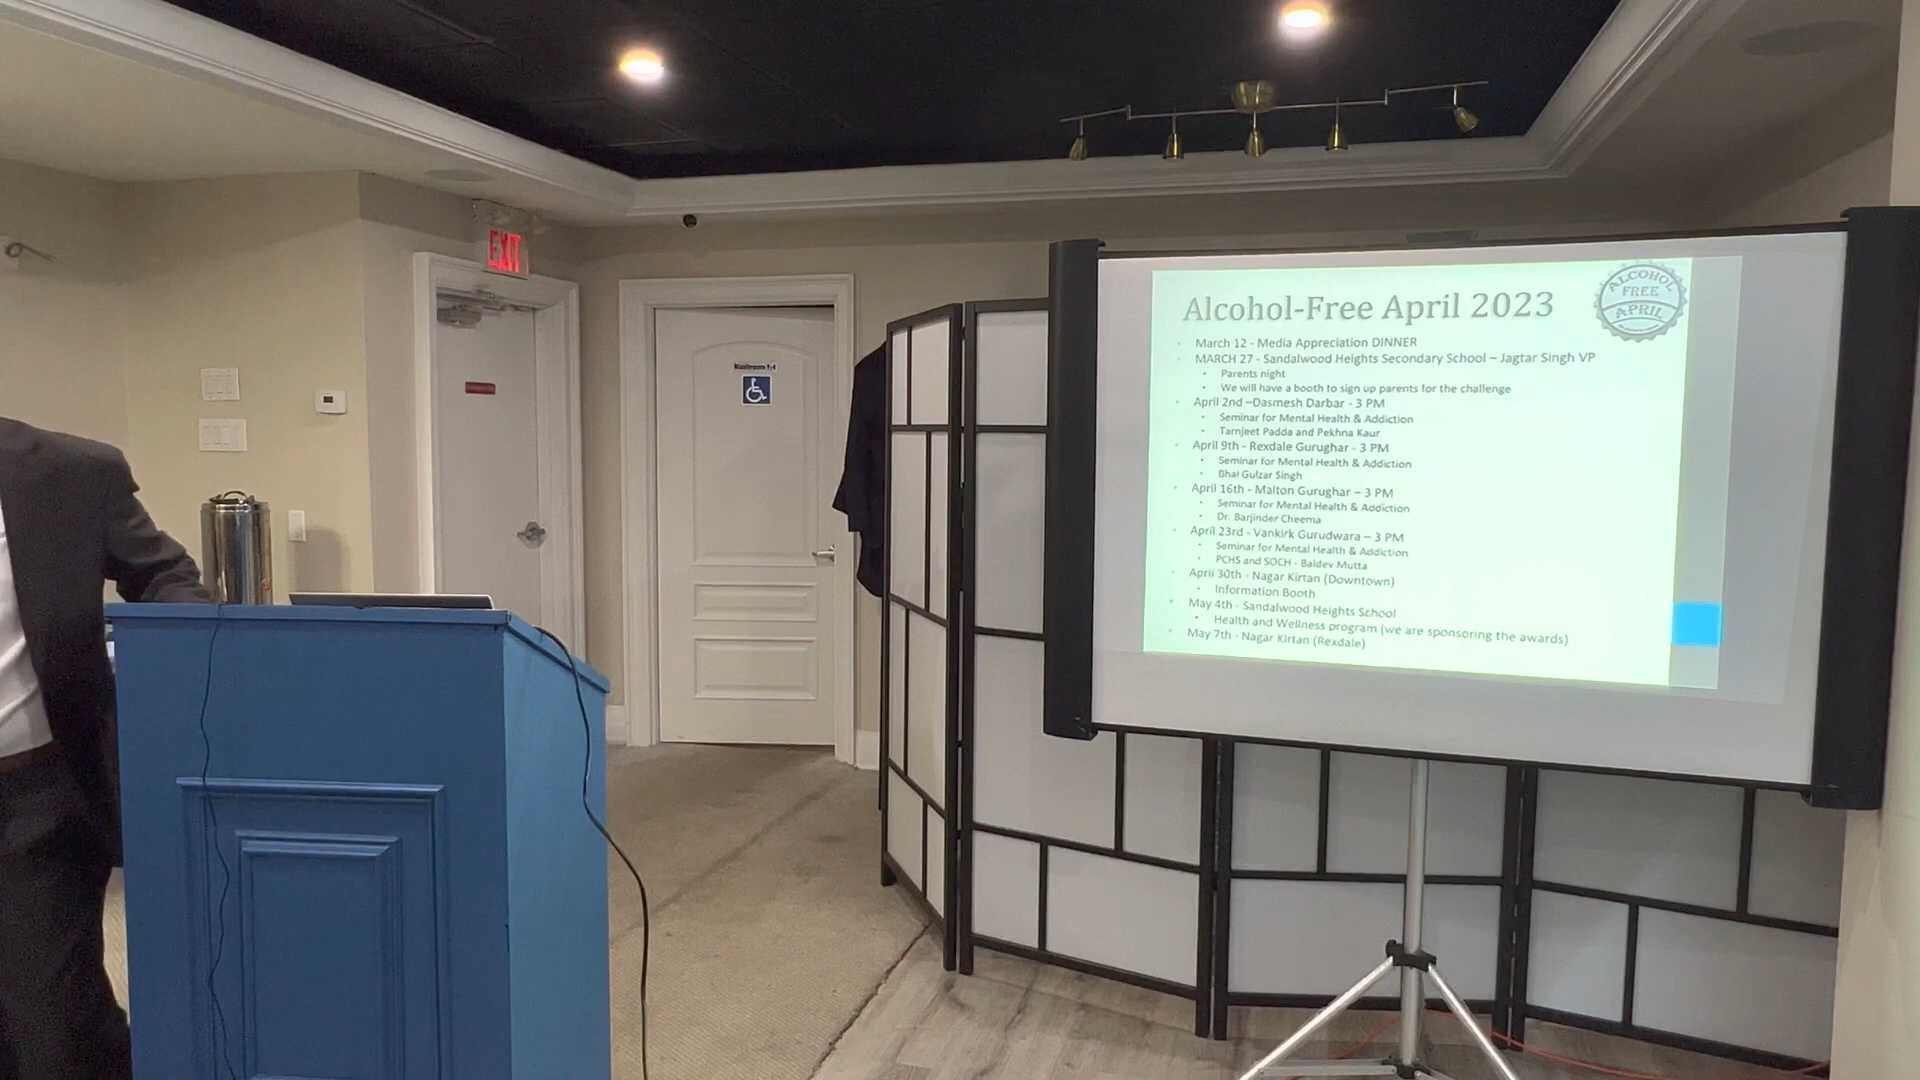 EXIT
Washroom
Alcohol-Free April 2023
ALCOHOL
FREE
APRIL
March 12 - Media Appreciation DINNER
MARCH 27 - Sandalwood Heights Secondary School – Jagtar Singh VP
Parents night
We will have a booth to sign up parents for the challenge
April 2nd –Dasmesh Darbar - 3 PM
Seminar for Mental Health & Addiction
Tarnjeet Padda and Pekhna Kaur
April 9th - Rexdale Gurughar - 3 PM
Seminar for Mental Health & Addiction
Bhai Gulzar Singh
April 16th - Malton Gurughar – 3 PM
Seminar for Mental Health & Addiction
Dr. Barjinder Cheema
April 23rd - Vankirk Gurudwara – 3 PM
Seminar for Mental Health & Addiction
PCHS and SOCH - Baldev Mutta
April 30th - Nagar Kirtan (Downtown)
Information Booth
May 4th - Sandalwood Heights School
Health and Wellness program (we are sponsoring the awards)
May 7th - Nagar Kirtan (Rexdale)